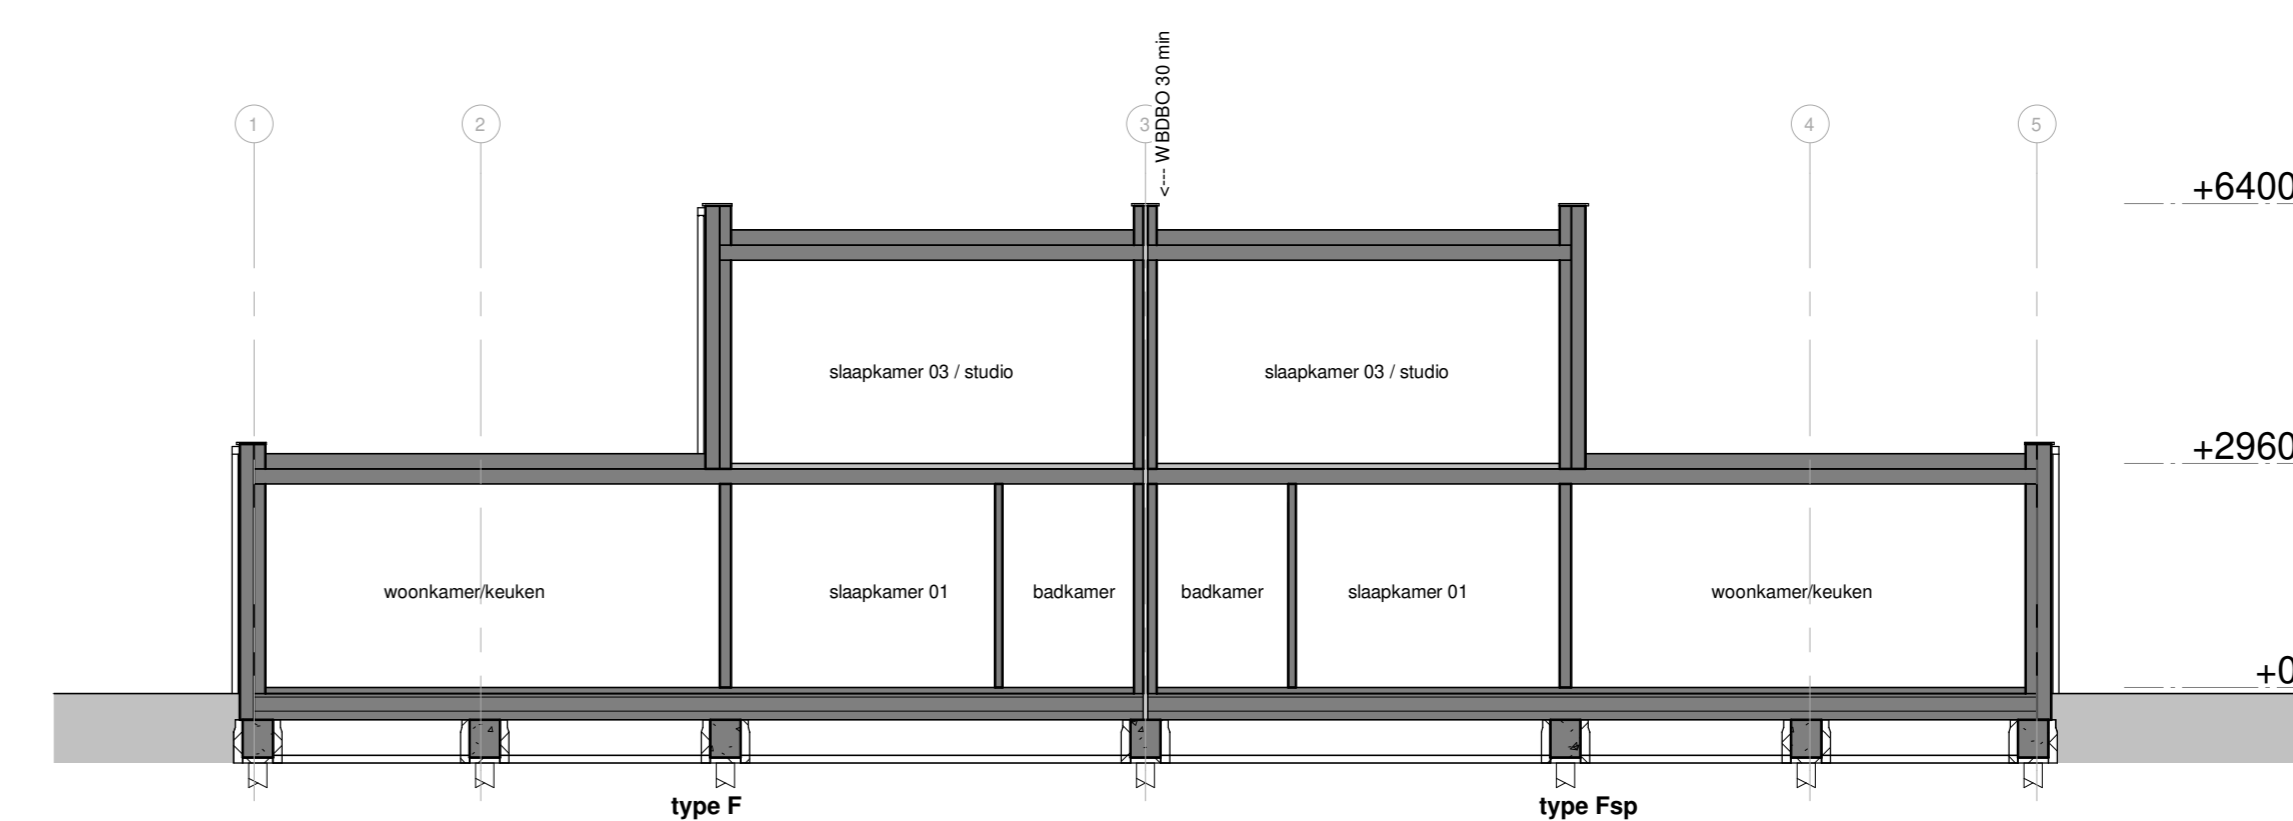 WBDBO 30 min
1 2 3 4 5
+6400
slaapkamer 03 / studio slaapkamer 03 / studio
+2960
woonkamer/keuken slaapkamer 01 badkamer badkamer slaapkamer 01 woonkamer/keuken
+0
type F type Fsp